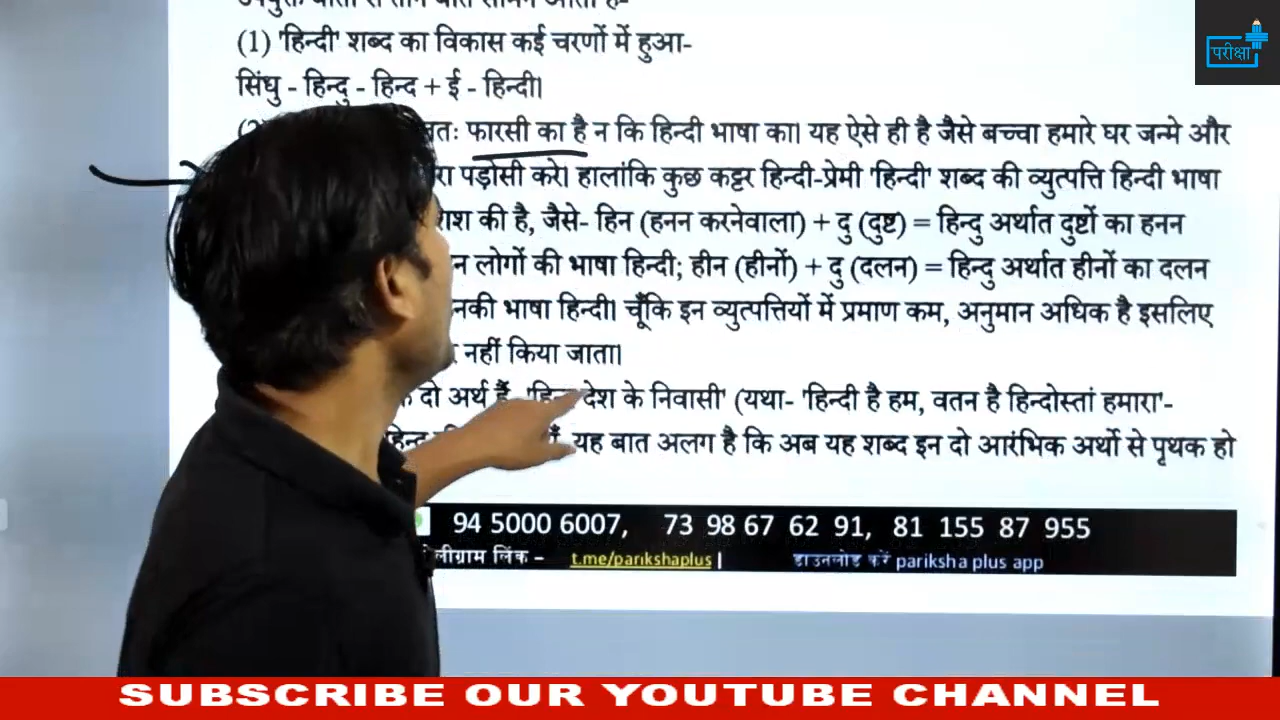 (1) 'हिन्दी' शब्द का विकास कई चरणों में हुआ-
सिंधु - हिन्दु - हिन्द + ई - हिन्दी।
फारसी का है न कि हिन्दी भाषा का। यह ऐसे ही है जैसे बच्चा हमारे घर जन्मे और
पड़ोसी करे। हालांकि कुछ कट्टर हिन्दी-प्रेमी 'हिन्दी' शब्द की व्युत्पत्ति हिन्दी भाषा
की है, जैसे- हिन (हनन करनेवाला) + दु (दुष्ट) = हिन्दु अर्थात दुष्टों का हनन
लोगों की भाषा हिन्दी; हीन (हीनों) + दु (दलन) = हिन्दु अर्थात हीनों का दलन
भाषा हिन्दी। चूँकि इन व्युत्पत्तियों में प्रमाण कम, अनुमान अधिक है इसलिए
नहीं किया जाता।
दो अर्थ हैं- देश के निवासी' (यथा- 'हिन्दी है हम, वतन है हिन्दोस्तां हमारा'-
यह बात अलग है कि अब यह शब्द इन दो आरंभिक अर्थो से पृथक हो
94 5000 6007, 73 98 67 62 91, 81 155 87 955
लिंक – t.me/parikshaplus | डाउनलोड करें pariksha plus app
परीक्षा
SUBSCRIBE OUR YOUTUBE CHANNEL